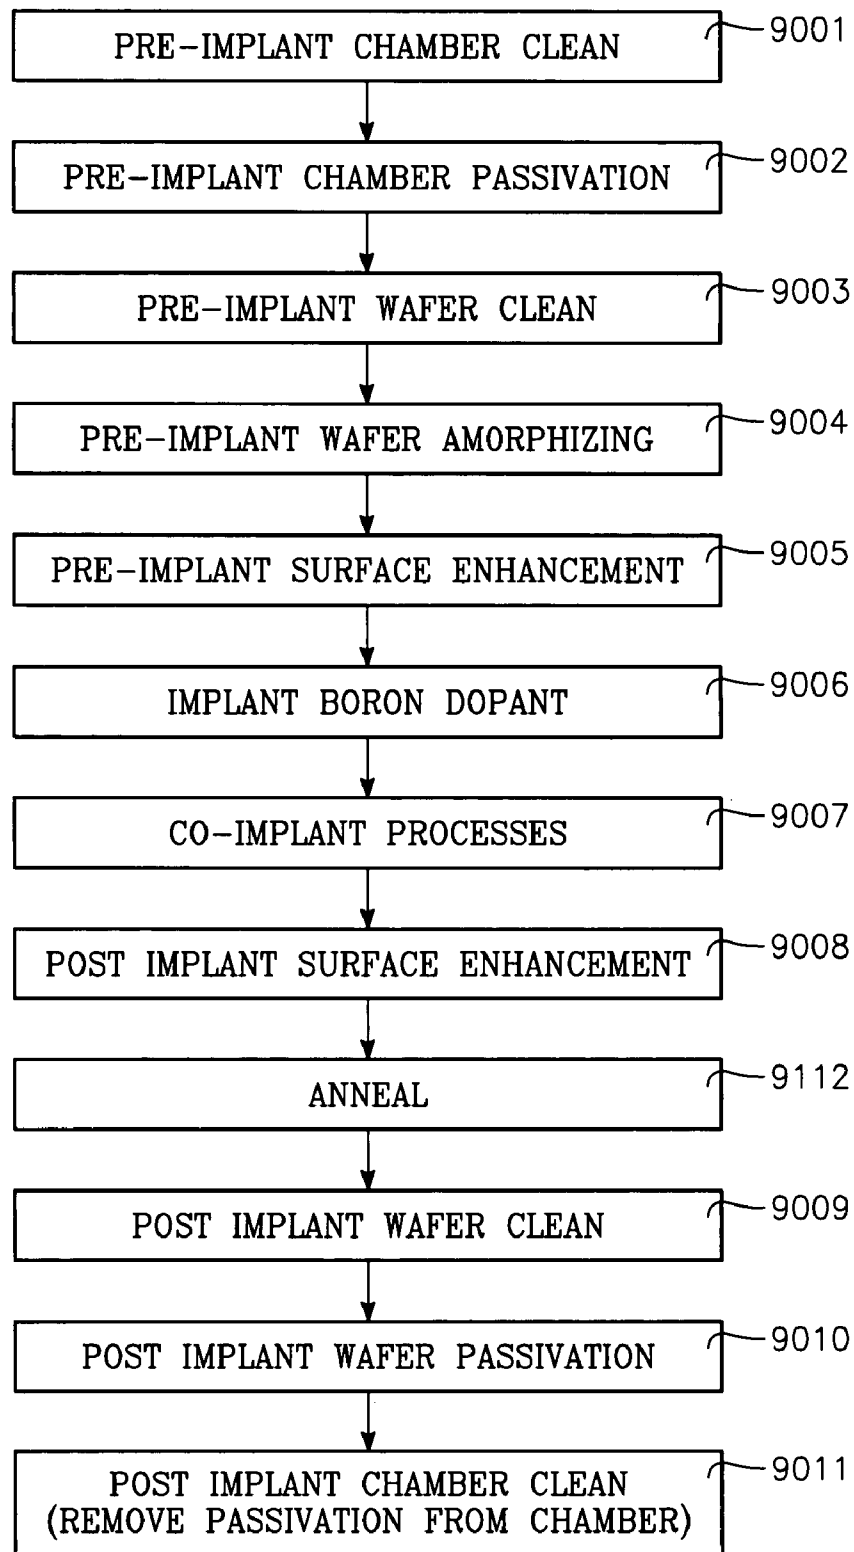 PRE-IMPLANT CHAMBER CLEAN 9001
PRE-IMPLANT CHAMBER PASSIVATION 9002
PRE-IMPLANT WAFER CLEAN 9003
PRE-IMPLANT WAFER AMORPHIZING 9004
PRE-IMPLANT SURFACE ENHANCEMENT 9005
IMPLANT BORON DOPANT 9006
CO-IMPLANT PROCESSES 9007
POST IMPLANT SURFACE ENHANCEMENT 9008
ANNEAL 9112
POST IMPLANT WAFER CLEAN 9009
POST IMPLANT WAFER PASSIVATION 9010
POST IMPLANT CHAMBER CLEAN 9011
(REMOVE PASSIVATION FROM CHAMBER)